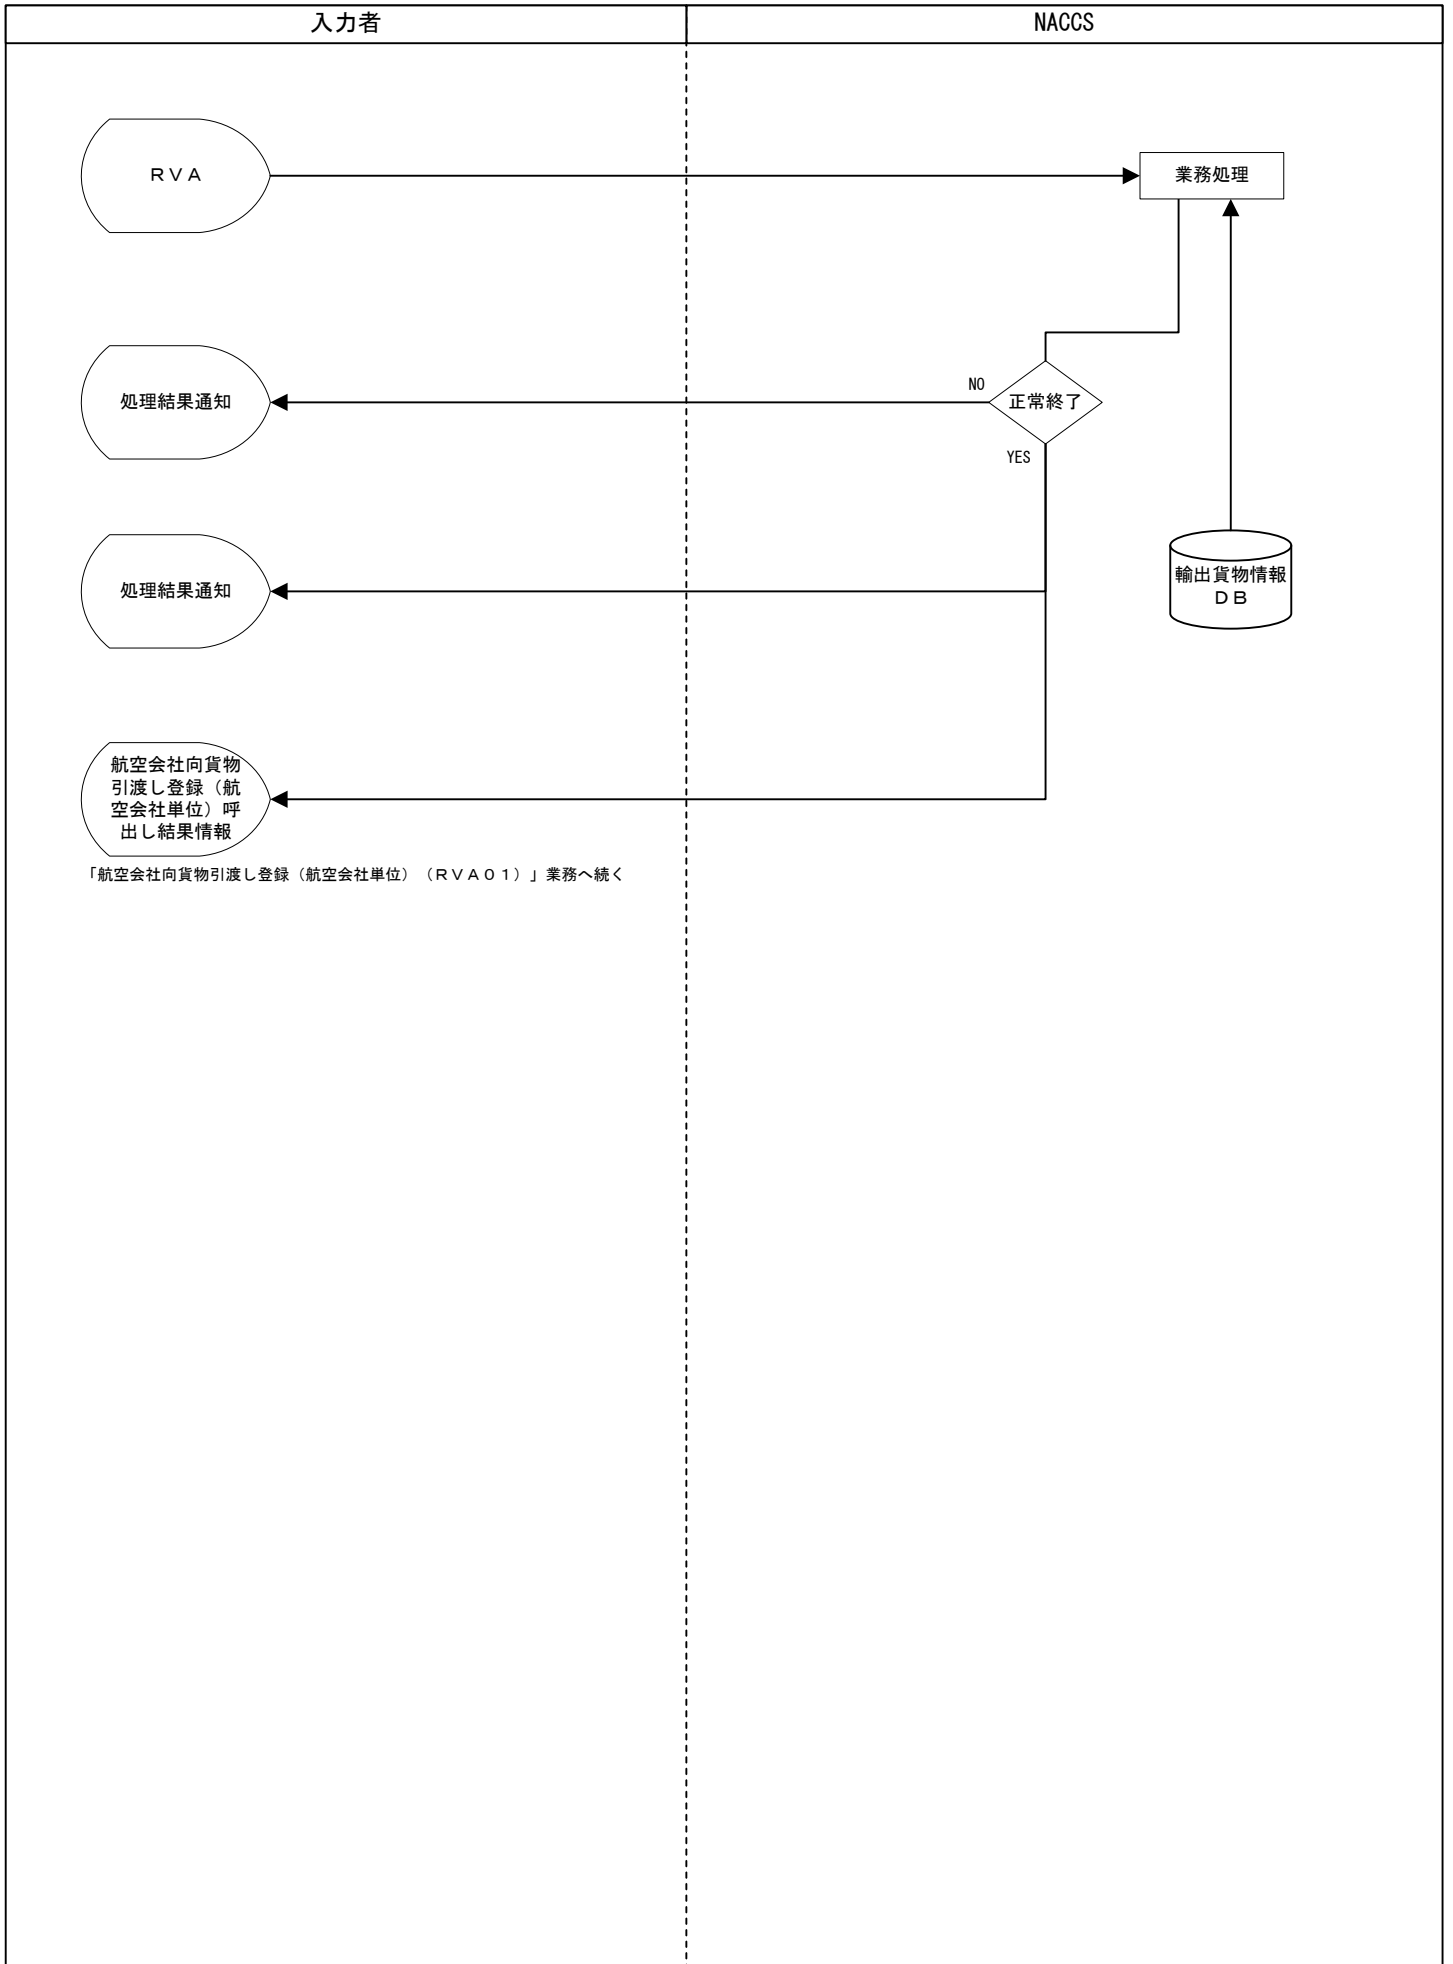 入力者
NACCS
ＲＶＡ
業務処理
処理結果通知
NO
正常終了
YES
処理結果通知
輸出貨物情報
ＤＢ
航空会社向貨物
引渡し登録（航
空会社単位）呼
出し結果情報
「航空会社向貨物引渡し登録（航空会社単位）（ＲＶＡ０１）」業務へ続く